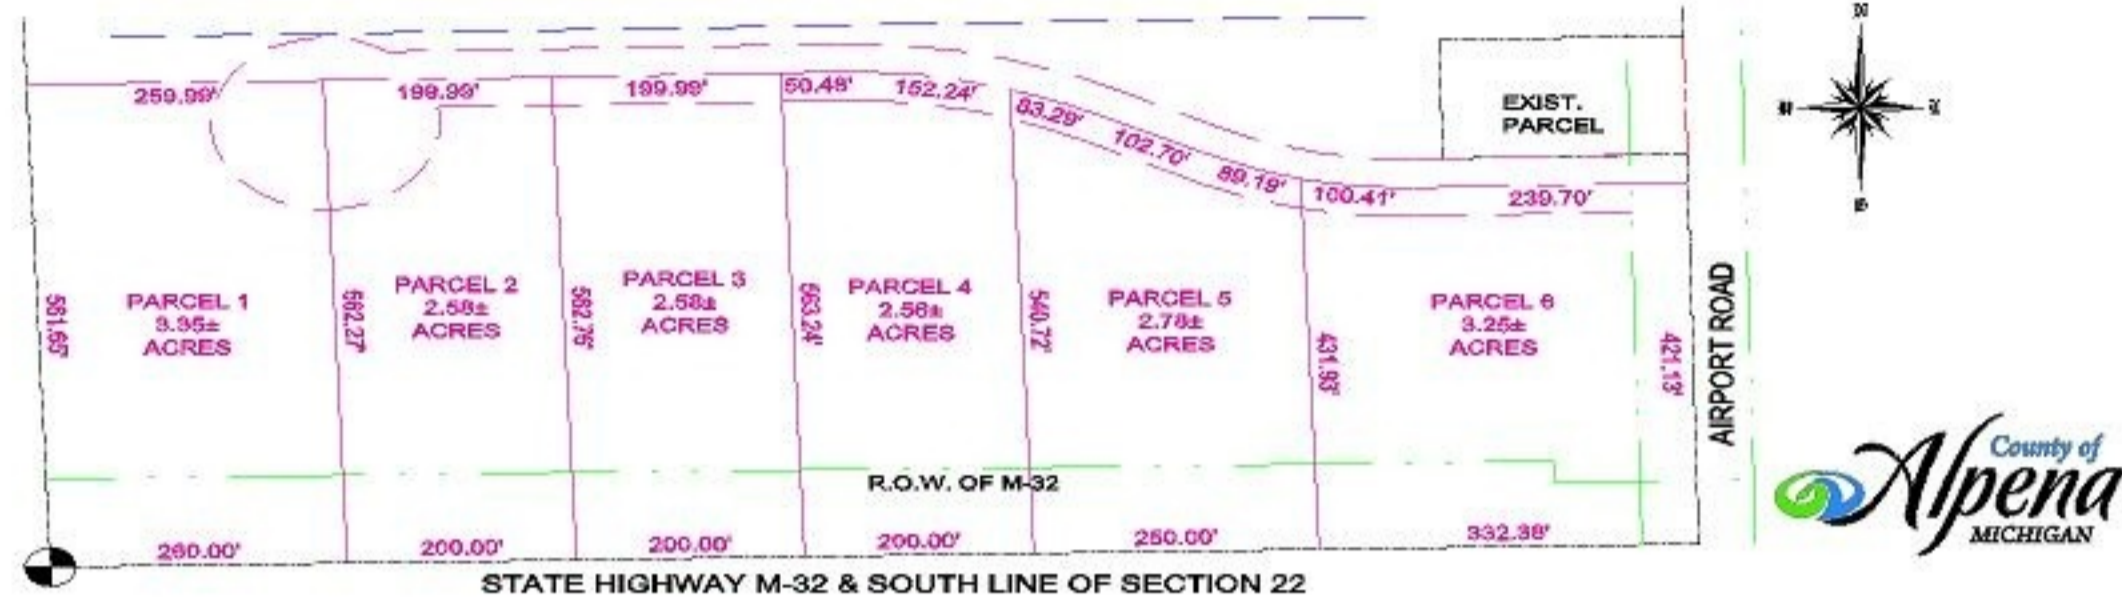 259.99'
199.99'
199.99'
50.48'
152.24'
83.29'
102.70'
89.19'
100.41'
239.70'
EXIST.
PARCEL
PARCEL 1
3.35±
ACRES
PARCEL 2
2.58±
ACRES
PARCEL 3
2.58±
ACRES
PARCEL 4
2.56±
ACRES
PARCEL 5
2.78±
ACRES
PARCEL 6
3.25±
ACRES
561.65'
562.27'
562.76'
563.24'
540.72'
431.93'
421.13'
AIRPORT ROAD
R.O.W. OF M-32
260.00'
200.00'
200.00'
200.00'
250.00'
332.38'
STATE HIGHWAY M-32 & SOUTH LINE OF SECTION 22
County of
Alpena
MICHIGAN